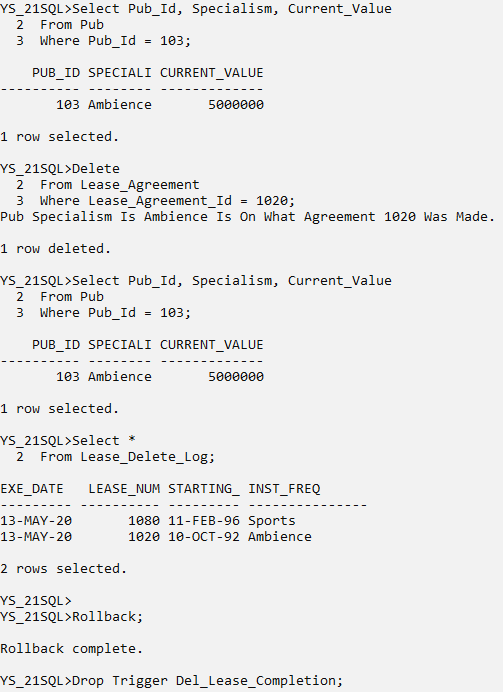 YS_21SQL>Select Pub_Id, Specialism, Current_Value
  2  From Pub
  3  Where Pub_Id = 103;
    PUB_ID SPECIALI CURRENT_VALUE
---------- -------- -------------
       103 Ambience       5000000
1 row selected.
YS_21SQL>Delete
  2  From Lease_Agreement
  3  Where Lease_Agreement_Id = 1020;
Pub Specialism Is Ambience Is On What Agreement 1020 Was Made.
1 row deleted.
YS_21SQL>Select Pub_Id, Specialism, Current_Value
  2  From Pub
  3  Where Pub_Id = 103;
    PUB_ID SPECIALI CURRENT_VALUE
---------- -------- -------------
       103 Ambience       5000000
1 row selected.
YS_21SQL>Select *
  2  From Lease_Delete_Log;
EXE_DATE   LEASE_NUM STARTING_ INST_FREQ
--------- ---------- --------- ---------------
13-MAY-20       1080 11-FEB-96 Sports
13-MAY-20       1020 10-OCT-92 Ambience
2 rows selected.
YS_21SQL>
YS_21SQL>Rollback;
Rollback complete.
YS_21SQL>Drop Trigger Del_Lease_Completion;